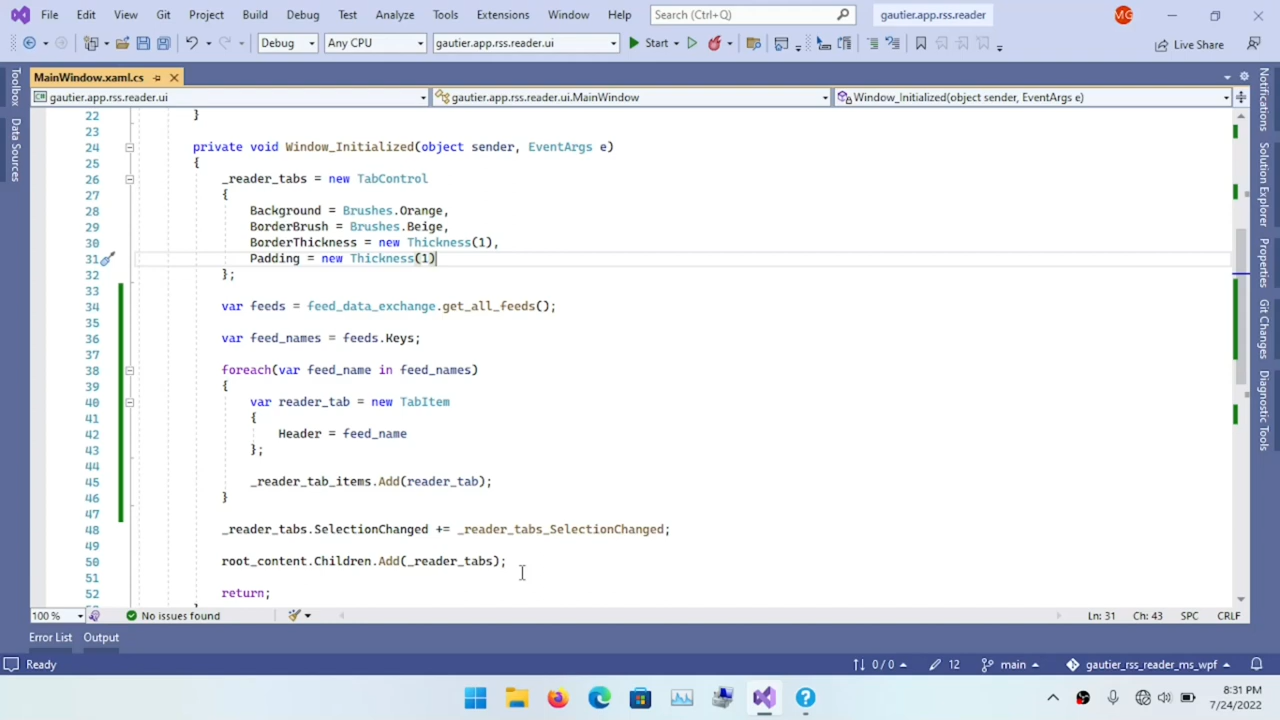 File Edit View Git Project Build Debug Test Analyze Tools Extensions Window Help Search (Ctrl+Q) gautier.app.rss.reader MG
Debug Any CPU gautier.app.rss.reader.ui Start Live Share
MainWindow.xaml.cs
gautier.app.rss.reader.ui gautier.app.rss.reader.ui.MainWindow Window_Initialized(object sender, EventArgs e)
Toolbox
Data Sources
22 }
23
24 private void Window_Initialized(object sender, EventArgs e)
25 {
26 _reader_tabs = new TabControl
27 {
28 Background = Brushes.Orange,
29 BorderBrush = Brushes.Beige,
30 BorderThickness = new Thickness(1),
31 Padding = new Thickness(1)
32 };
33
34 var feeds = feed_data_exchange.get_all_feeds();
35
36 var feed_names = feeds.Keys;
37
38 foreach(var feed_name in feed_names)
39 {
40 var reader_tab = new TabItem
41 {
42 Header = feed_name
43 };
44
45 _reader_tab_items.Add(reader_tab);
46 }
47
48 _reader_tabs.SelectionChanged += _reader_tabs_SelectionChanged;
49
50 root_content.Children.Add(_reader_tabs);
51
52 return;
Notifications
Solution Explorer
Properties
Git Changes
Diagnostic Tools
100 % No issues found Ln: 31 Ch: 43 SPC CRLF
Error List Output
Ready 0 / 0 12 main gautier_rss_reader_ms_wpf
8:31 PM
7/24/2022